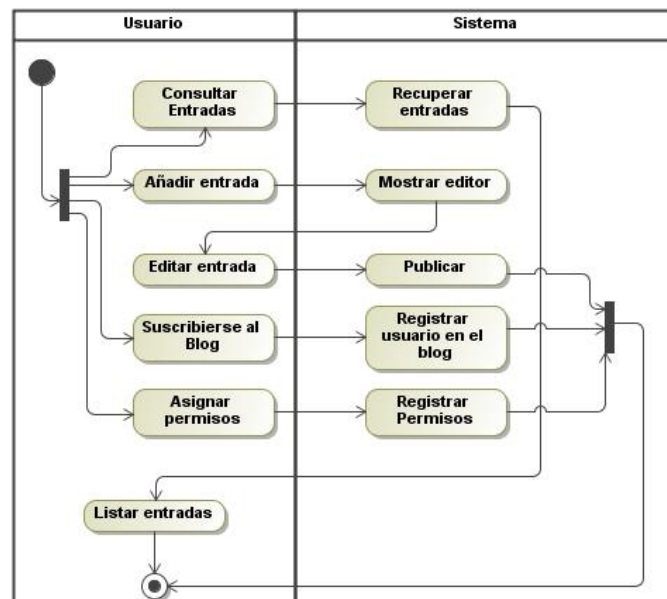 Usuario
Sistema
Consultar
Entradas
Recuperar
entradas
Añadir entrada
Mostrar editor
Editar entrada
Publicar
Suscribierse al
Blog
Registrar
usuario en el
blog
Asignar
permisos
Registrar
Permisos
Listar entradas